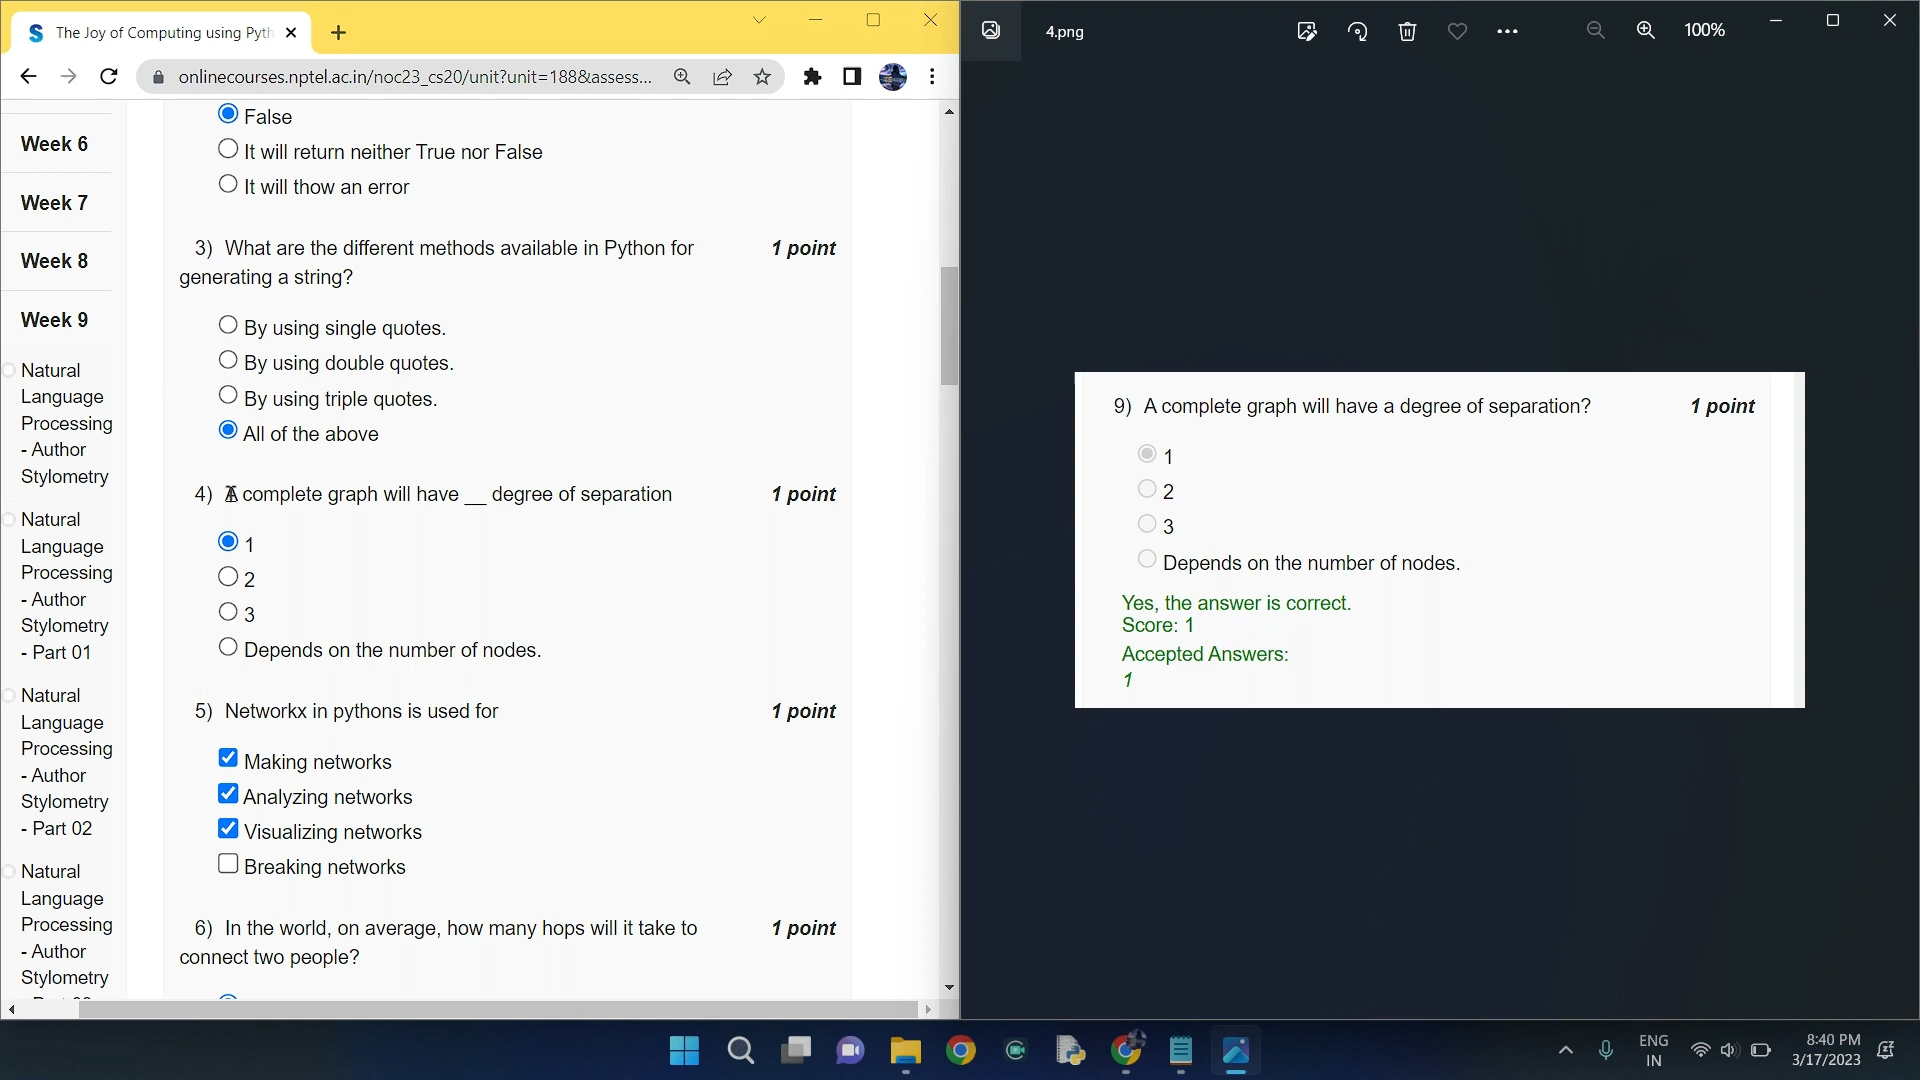 The Joy of Computing using Pyth
onlinecourses.nptel.ac.in/noc23_cs20/unit?unit=188&assess...
Week 6
Week 7
Week 8
Week 9
Natural
Language
Processing
- Author
Stylometry
Natural
Language
Processing
- Author
Stylometry
- Part 01
Natural
Language
Processing
- Author
Stylometry
- Part 02
Natural
Language
Processing
- Author
Stylometry
False
It will return neither True nor False
It will thow an error
3) What are the different methods available in Python for 1 point
generating a string?
By using single quotes.
By using double quotes.
By using triple quotes.
All of the above
4) A complete graph will have __ degree of separation 1 point
1
2
3
Depends on the number of nodes.
5) Networkx in pythons is used for 1 point
Making networks
Analyzing networks
Visualizing networks
Breaking networks
6) In the world, on average, how many hops will it take to 1 point
connect two people?
4.png
100%
9) A complete graph will have a degree of separation? 1 point
1
2
3
Depends on the number of nodes.
Yes, the answer is correct.
Score: 1
Accepted Answers:
1
ENG
IN
8:40 PM
3/17/2023